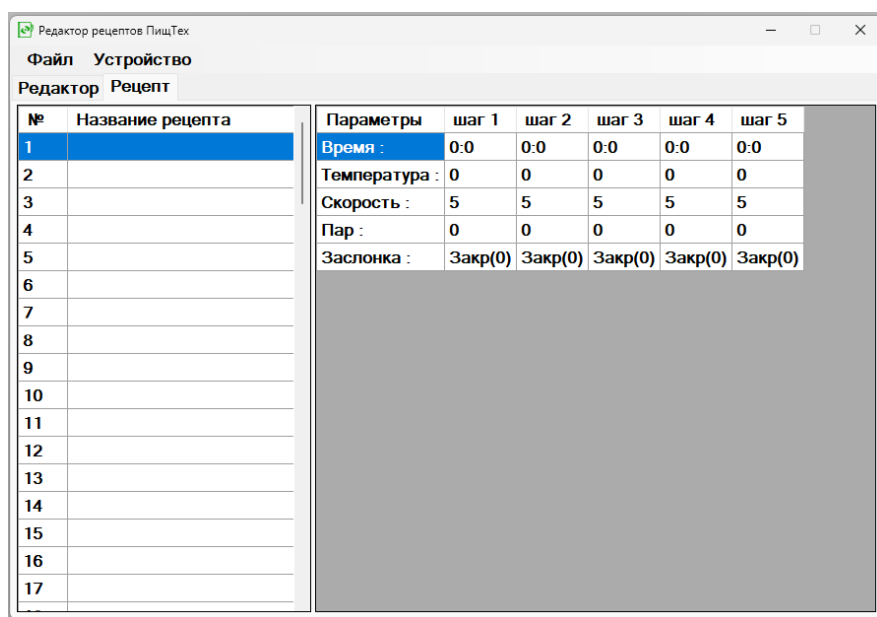 Редактор рецептов ПищТех
Файл Устройство
Редактор Рецепт
№ Название рецепта Параметры шаг 1 шаг 2 шаг 3 шаг 4 шаг 5
1 Время : 0:0 0:0 0:0 0:0 0:0
2 Температура : 0 0 0 0 0
3 Скорость : 5 5 5 5 5
4 Пар : 0 0 0 0 0
5 Заслонка : Закр(0) Закр(0) Закр(0) Закр(0) Закр(0)
6
7
8
9
10
11
12
13
14
15
16
17